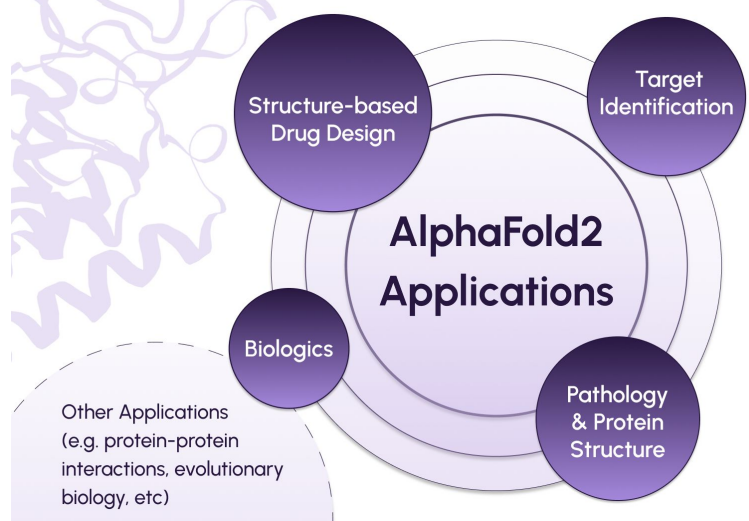 Structure-based
Drug Design
Target
Identification
AlphaFold2
Applications
Biologics
Pathology
& Protein
Structure
Other Applications
(e.g. protein-protein
interactions, evolutionary
biology, etc)